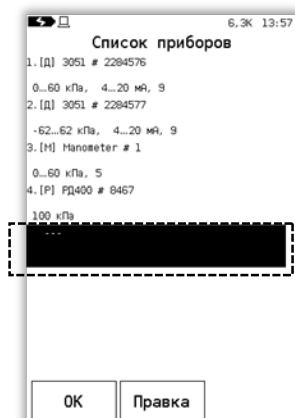 6,3K 13:57
Список приборов
1.[Д] 3051 # 2284576
0…60 кПа, 4…20 мА, 9
2.[Д] 3051 # 2284577
-62…62 кПа, 4…20 мА, 9
3.[М] Manometer # 1
0…60 кПа, 5
4.[Р] РД400 # 8467
100 кПа
---
ОК Правка